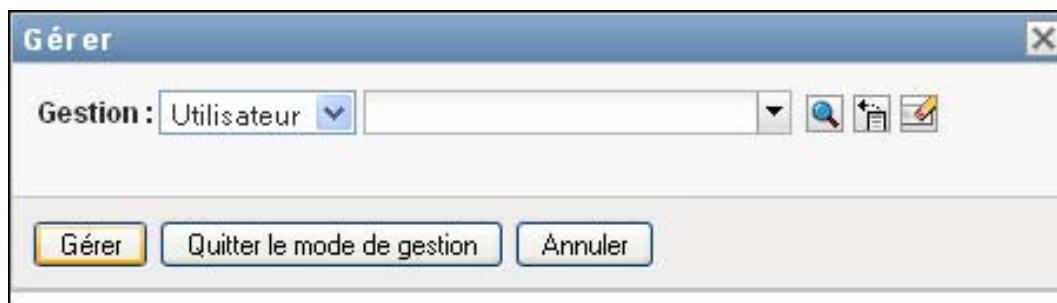 Gérer
Gestion : Utilisateur
Gérer Quitter le mode de gestion Annuler